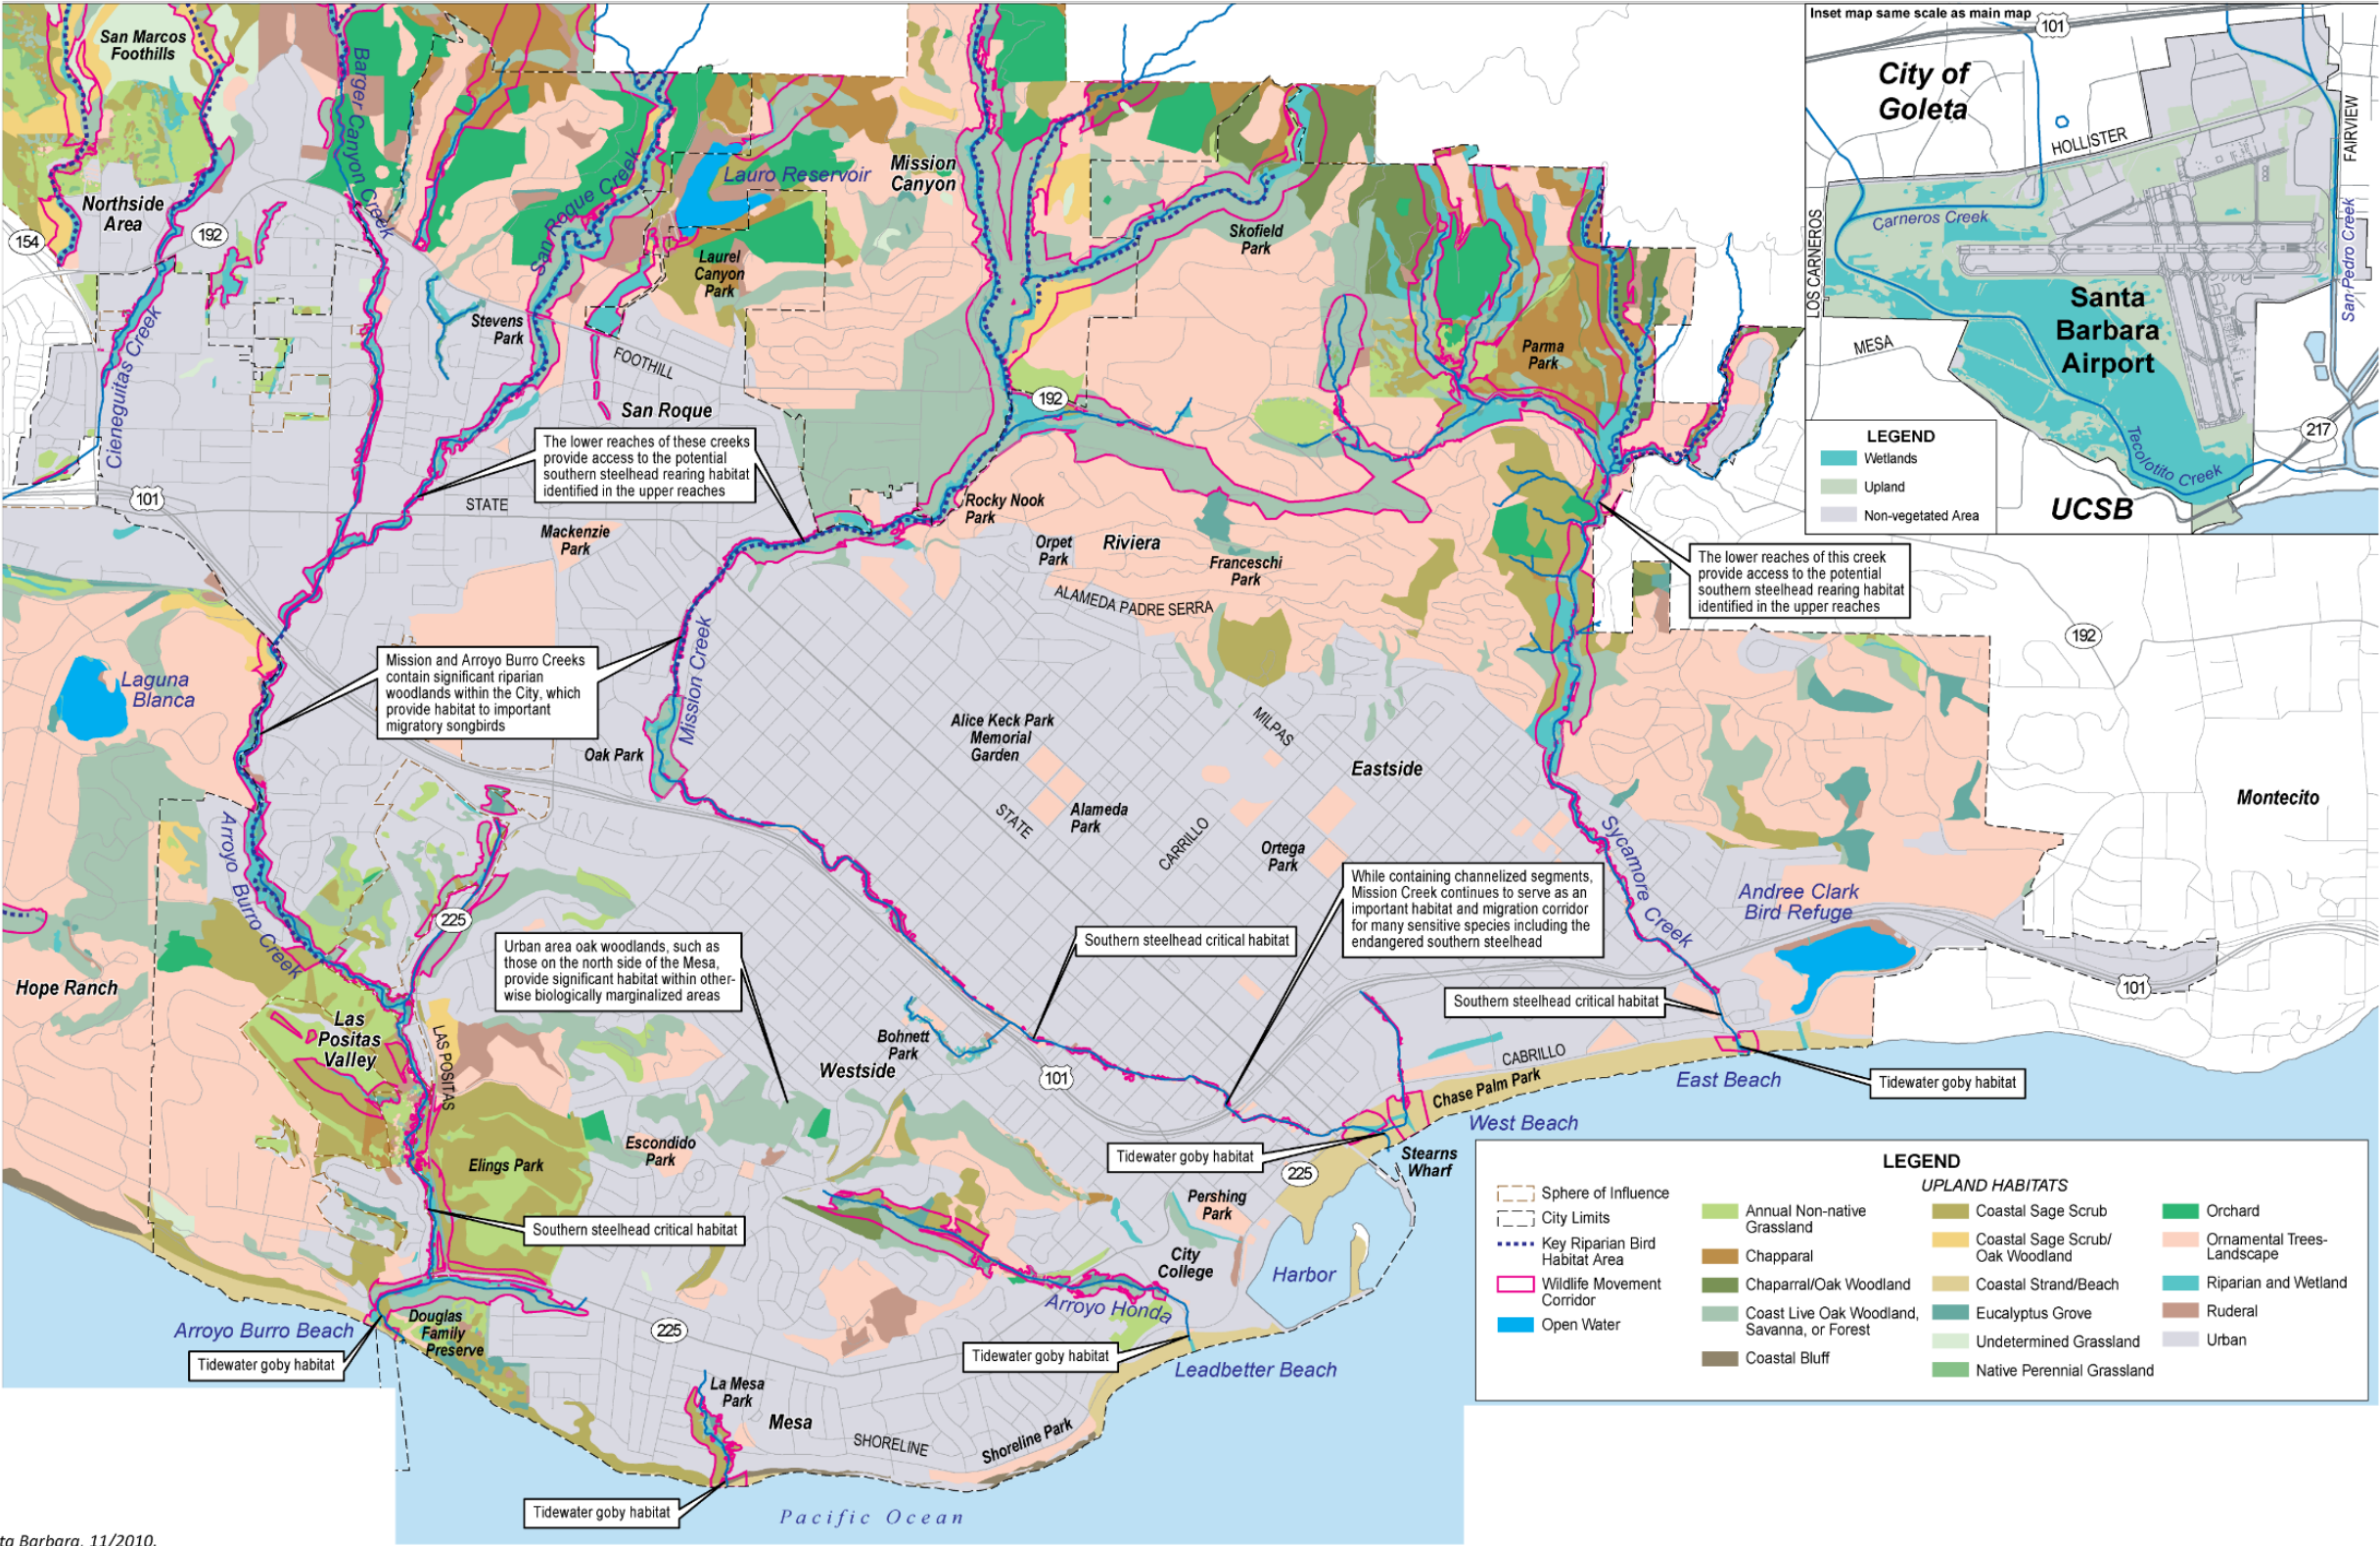 San Marcos
Foothills
Barger Canyon Creek
Northside
Area
154
192
Cieneguitas Creek
San Roque Creek
Lauro Reservoir
Mission
Canyon
Laurel
Canyon
Park
Stevens
Park
FOOTHILL
San Roque
Skofield
Park
Parma
Park
192
The lower reaches of these creeks
provide access to the potential
southern steelhead rearing habitat
identified in the upper reaches
101
STATE
Mackenzie
Park
Rocky Nook
Park
Orpet
Park
Riviera
Franceschi
Park
ALAMEDA PADRE SERRA
The lower reaches of this creek
provide access to the potential
southern steelhead rearing habitat
identified in the upper reaches
192
Laguna
Blanca
Mission and Arroyo Burro Creeks
contain significant riparian
woodlands within the City, which
provide habitat to important
migratory songbirds
Mission Creek
Oak Park
Alice Keck Park
Memorial
Garden
MILPAS
Eastside
STATE
Alameda
Park
CARRILLO
Ortega
Park
Montecito
Arroyo Burro Creek
225
Sycamore Creek
Andree Clark
Bird Refuge
While containing channelized segments,
Mission Creek continues to serve as an
important habitat and migration corridor
for many sensitive species including the
endangered southern steelhead
Urban area oak woodlands, such as
those on the north side of the Mesa,
provide significant habitat within other-
wise biologically marginalized areas
Southern steelhead critical habitat
Hope Ranch
Southern steelhead critical habitat
101
Las
Positas
Valley
LAS POSITAS
Bohnett
Park
Westside
101
CABRILLO
Chase Palm Park
East Beach
Tidewater goby habitat
West Beach
Elings Park
Escondido
Park
Tidewater goby habitat
225
Stearns
Wharf
Pershing
Park
Southern steelhead critical habitat
City
College
Harbor
Arroyo Honda
Arroyo Burro Beach
Douglas
Family
Preserve
225
Tidewater goby habitat
Tidewater goby habitat
Leadbetter Beach
La Mesa
Park
Mesa
SHORELINE
Shoreline Park
Tidewater goby habitat
Pacific Ocean
ta Barbara, 11/2010.
Inset map same scale as main map
101
City of
Goleta
HOLLISTER
FAIRVIEW
LOS CARNEROS
Carneros Creek
San Pedro Creek
Santa
Barbara
Airport
MESA
217
Tecolotito Creek
UCSB
LEGEND
Wetlands
Upland
Non-vegetated Area
LEGEND
UPLAND HABITATS
Sphere of Influence
City Limits
Key Riparian Bird
Habitat Area
Wildlife Movement
Corridor
Open Water
Annual Non-native
Grassland
Chapparal
Chaparral/Oak Woodland
Coast Live Oak Woodland,
Savanna, or Forest
Coastal Bluff
Coastal Sage Scrub
Coastal Sage Scrub/
Oak Woodland
Coastal Strand/Beach
Eucalyptus Grove
Undetermined Grassland
Native Perennial Grassland
Orchard
Ornamental Trees-
Landscape
Riparian and Wetland
Ruderal
Urban